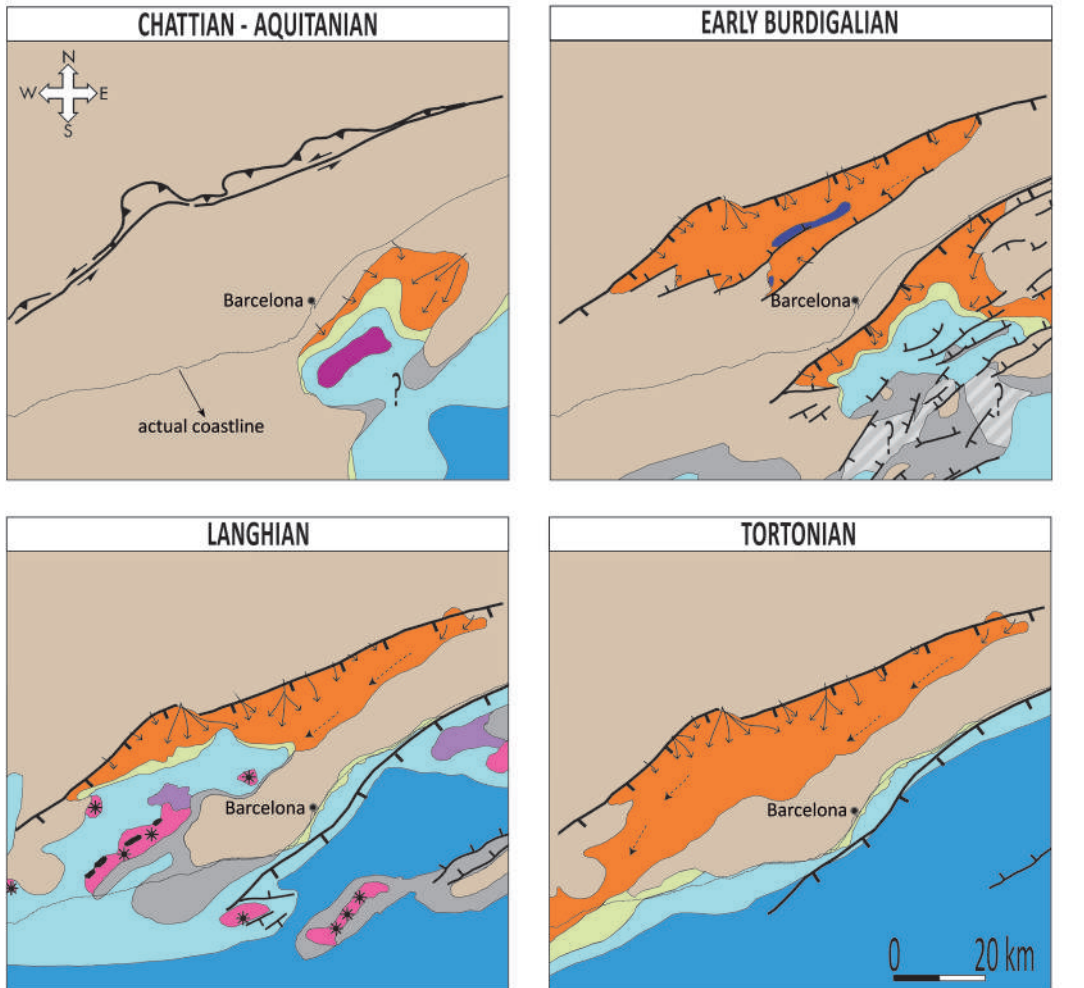 CHATTIAN - AQUITANIAN
N
W E
S
Barcelona
?
actual coastline
EARLY BURDIGALIAN
Barcelona
?
?
LANGHIAN
Barcelona
TORTONIAN
Barcelona
0 20 km